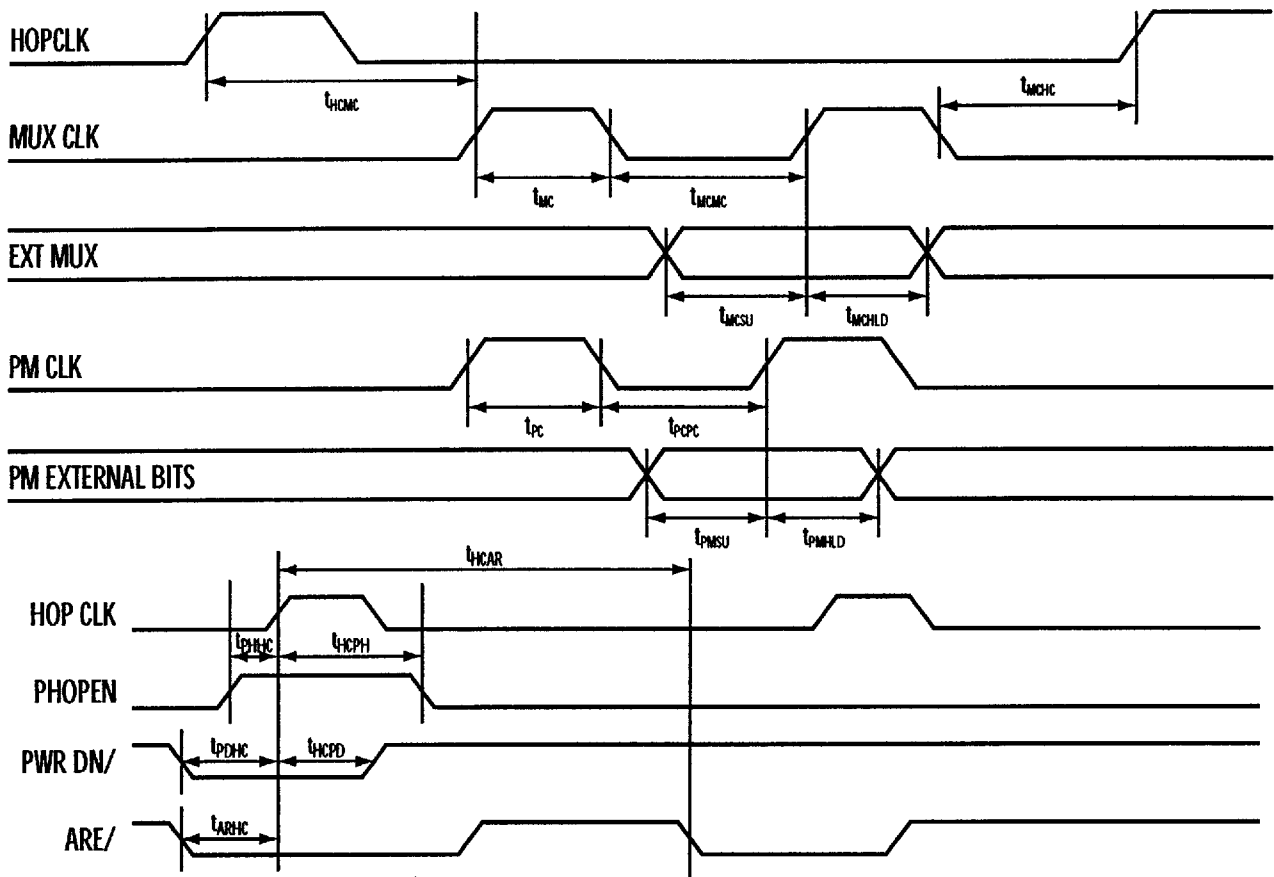 HOPCLK
tHCMC
tMCHC
MUX CLK
tMC
tMCMC
EXT MUX
tMCSU
tMCHLD
PM CLK
tPC
tPCPC
PM EXTERNAL BITS
tPMSU
tPMHLD
tHCAR
HOP CLK
tPHHC
tHCPH
PHOPEN
tPDHC
tHCPD
PWR DN/
tARHC
ARE/